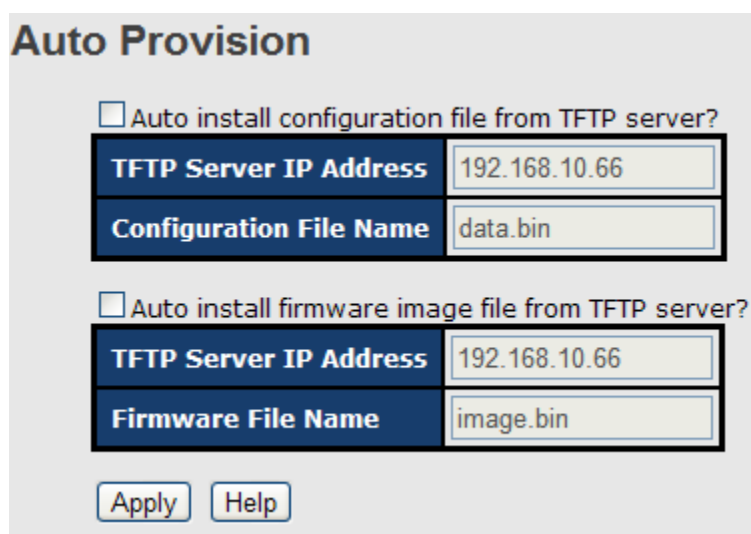 Auto Provision
Auto install configuration file from TFTP server?
TFTP Server IP Address 192.168.10.66
Configuration File Name data.bin
Auto install firmware image file from TFTP server?
TFTP Server IP Address 192.168.10.66
Firmware File Name image.bin
Apply Help